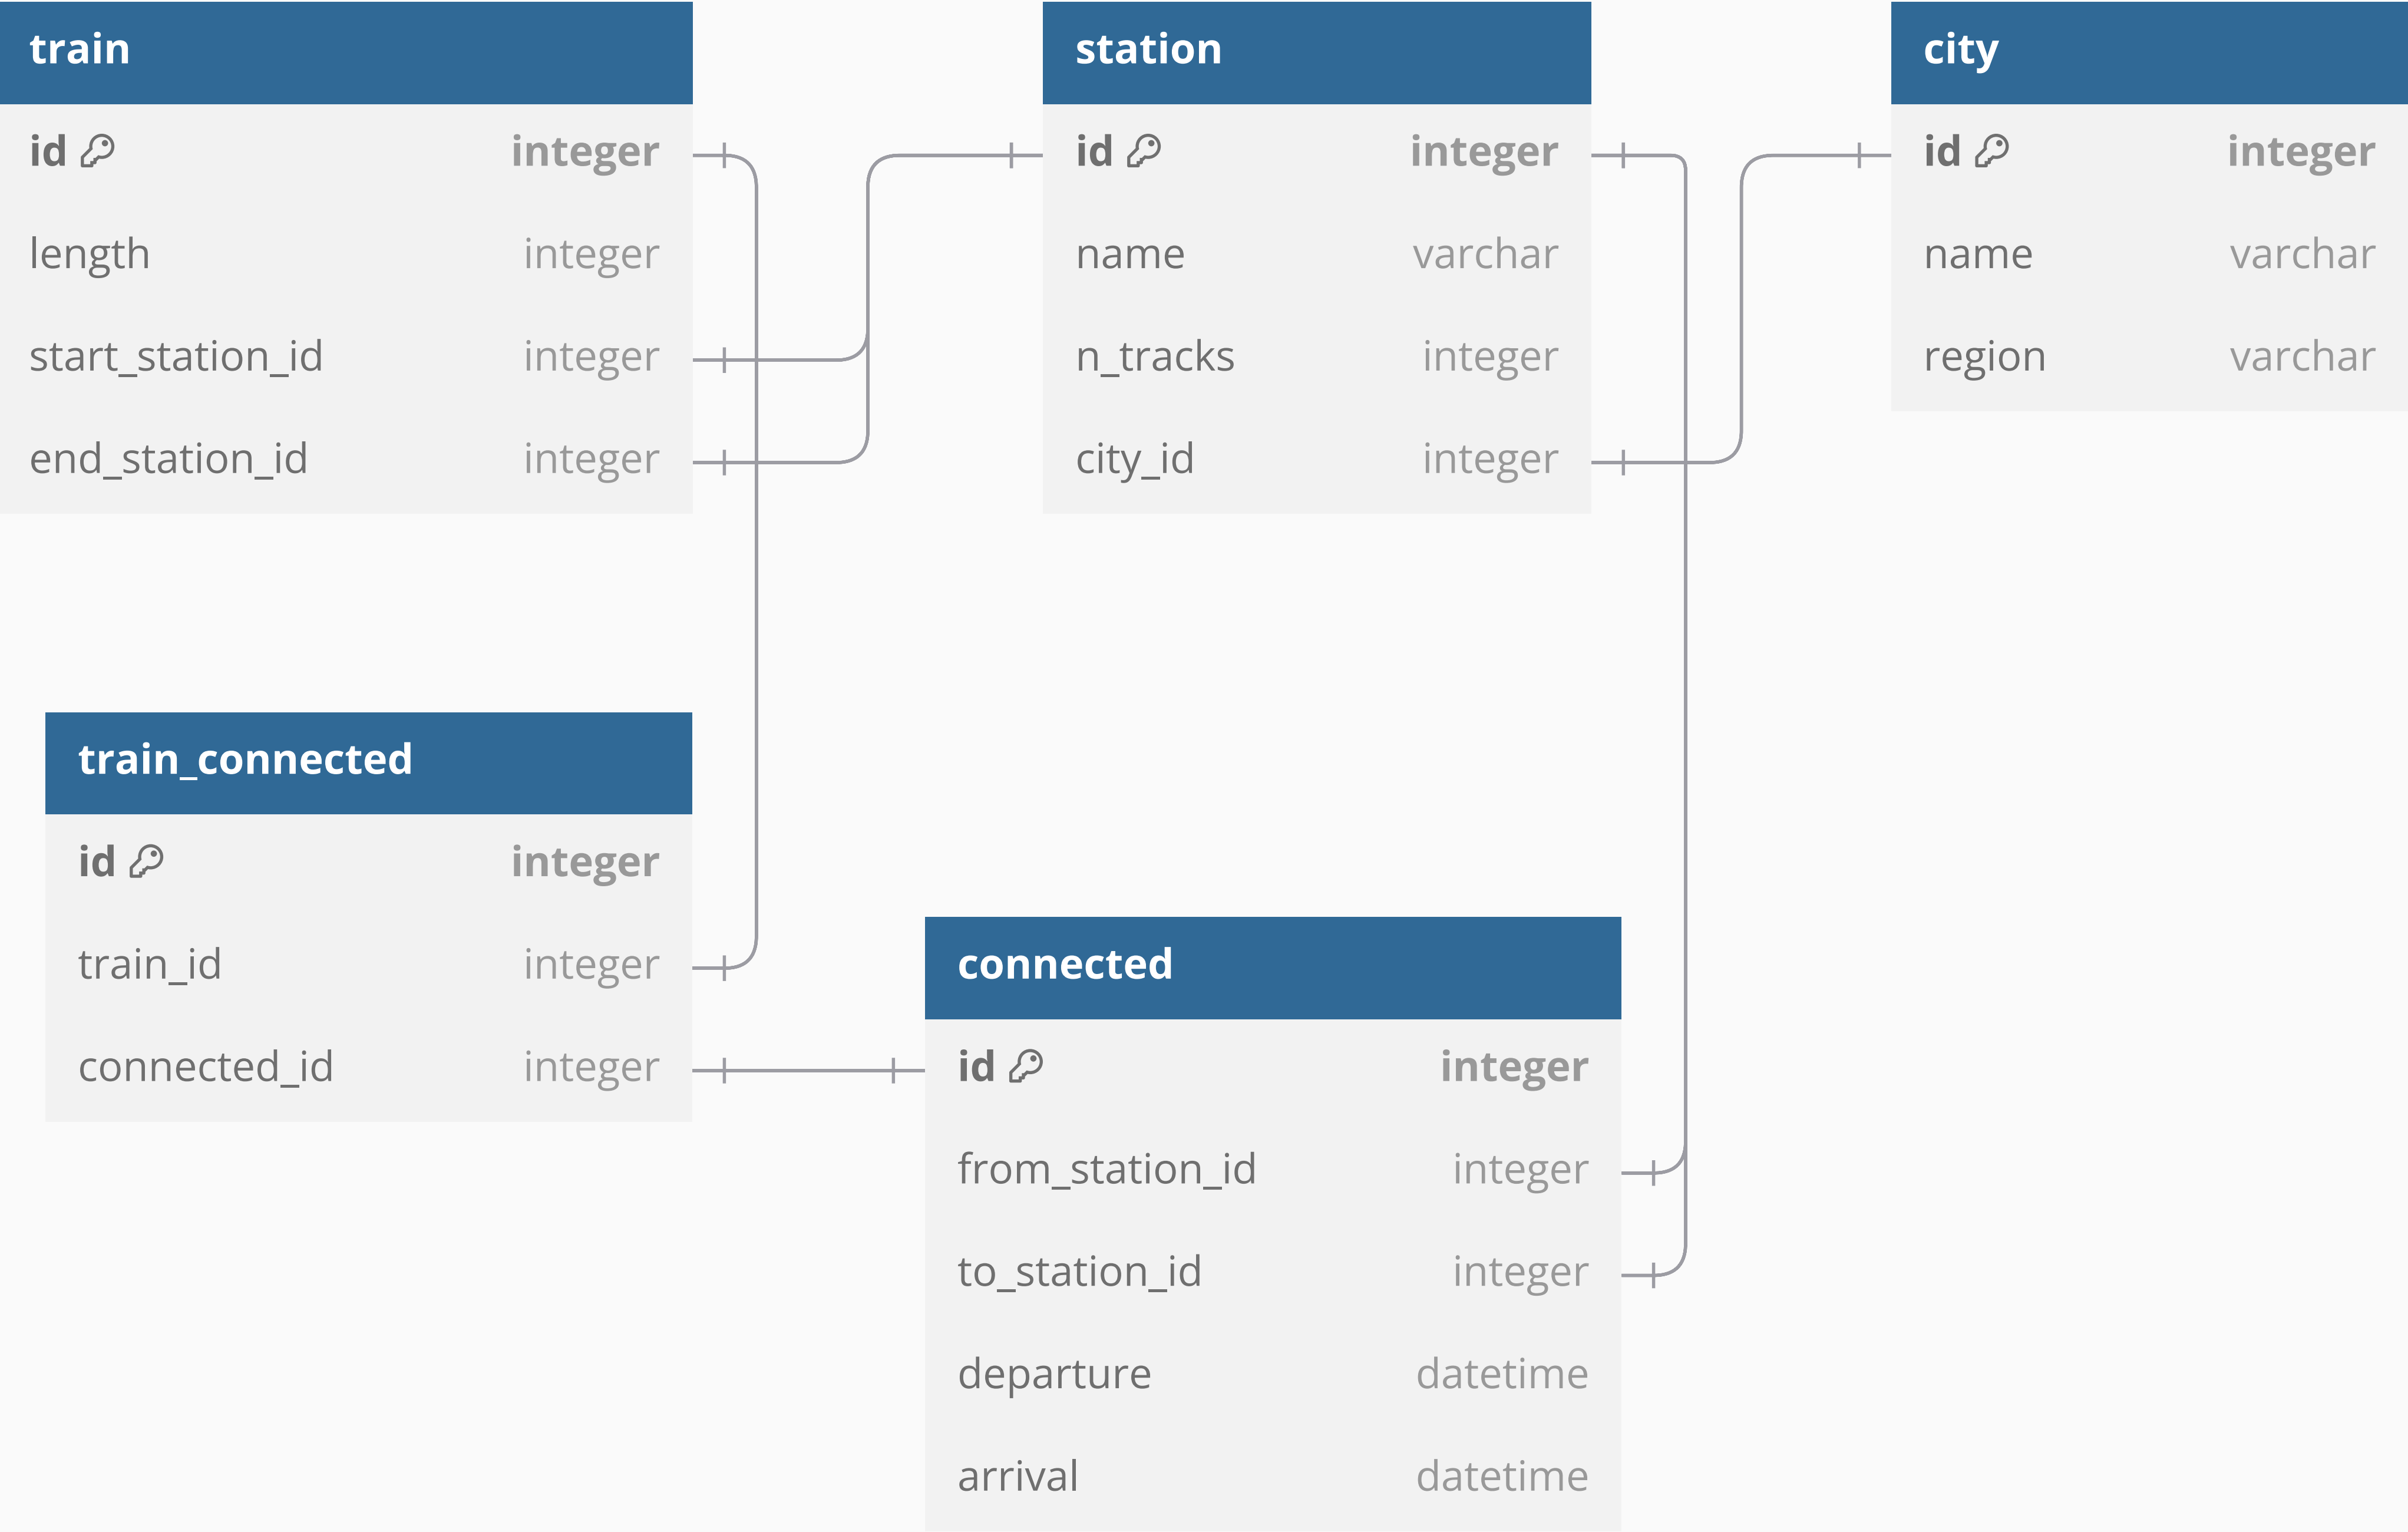 train
id integer
length integer
start_station_id integer
end_station_id integer
station
id integer
name varchar
n_tracks integer
city_id integer
city
id integer
name varchar
region varchar
train_connected
id integer
train_id integer
connected_id integer
connected
id integer
from_station_id integer
to_station_id integer
departure datetime
arrival datetime